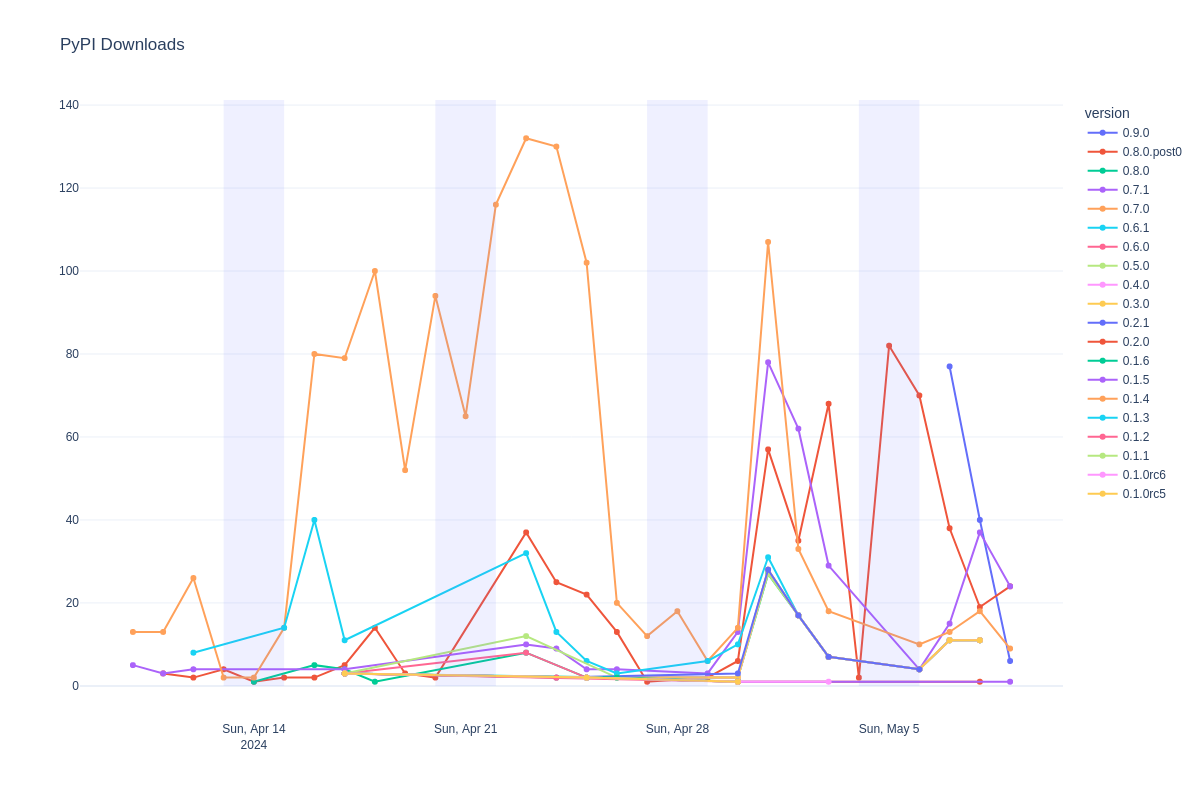 PyPI Downloads
140
120
100
80
60
40
20
0
Sun, Apr 14
2024
Sun, Apr 21
Sun, Apr 28
Sun, May 5
version
0.9.0
0.8.0.post0
0.8.0
0.7.1
0.7.0
0.6.1
0.6.0
0.5.0
0.4.0
0.3.0
0.2.1
0.2.0
0.1.6
0.1.5
0.1.4
0.1.3
0.1.2
0.1.1
0.1.0rc6
0.1.0rc5